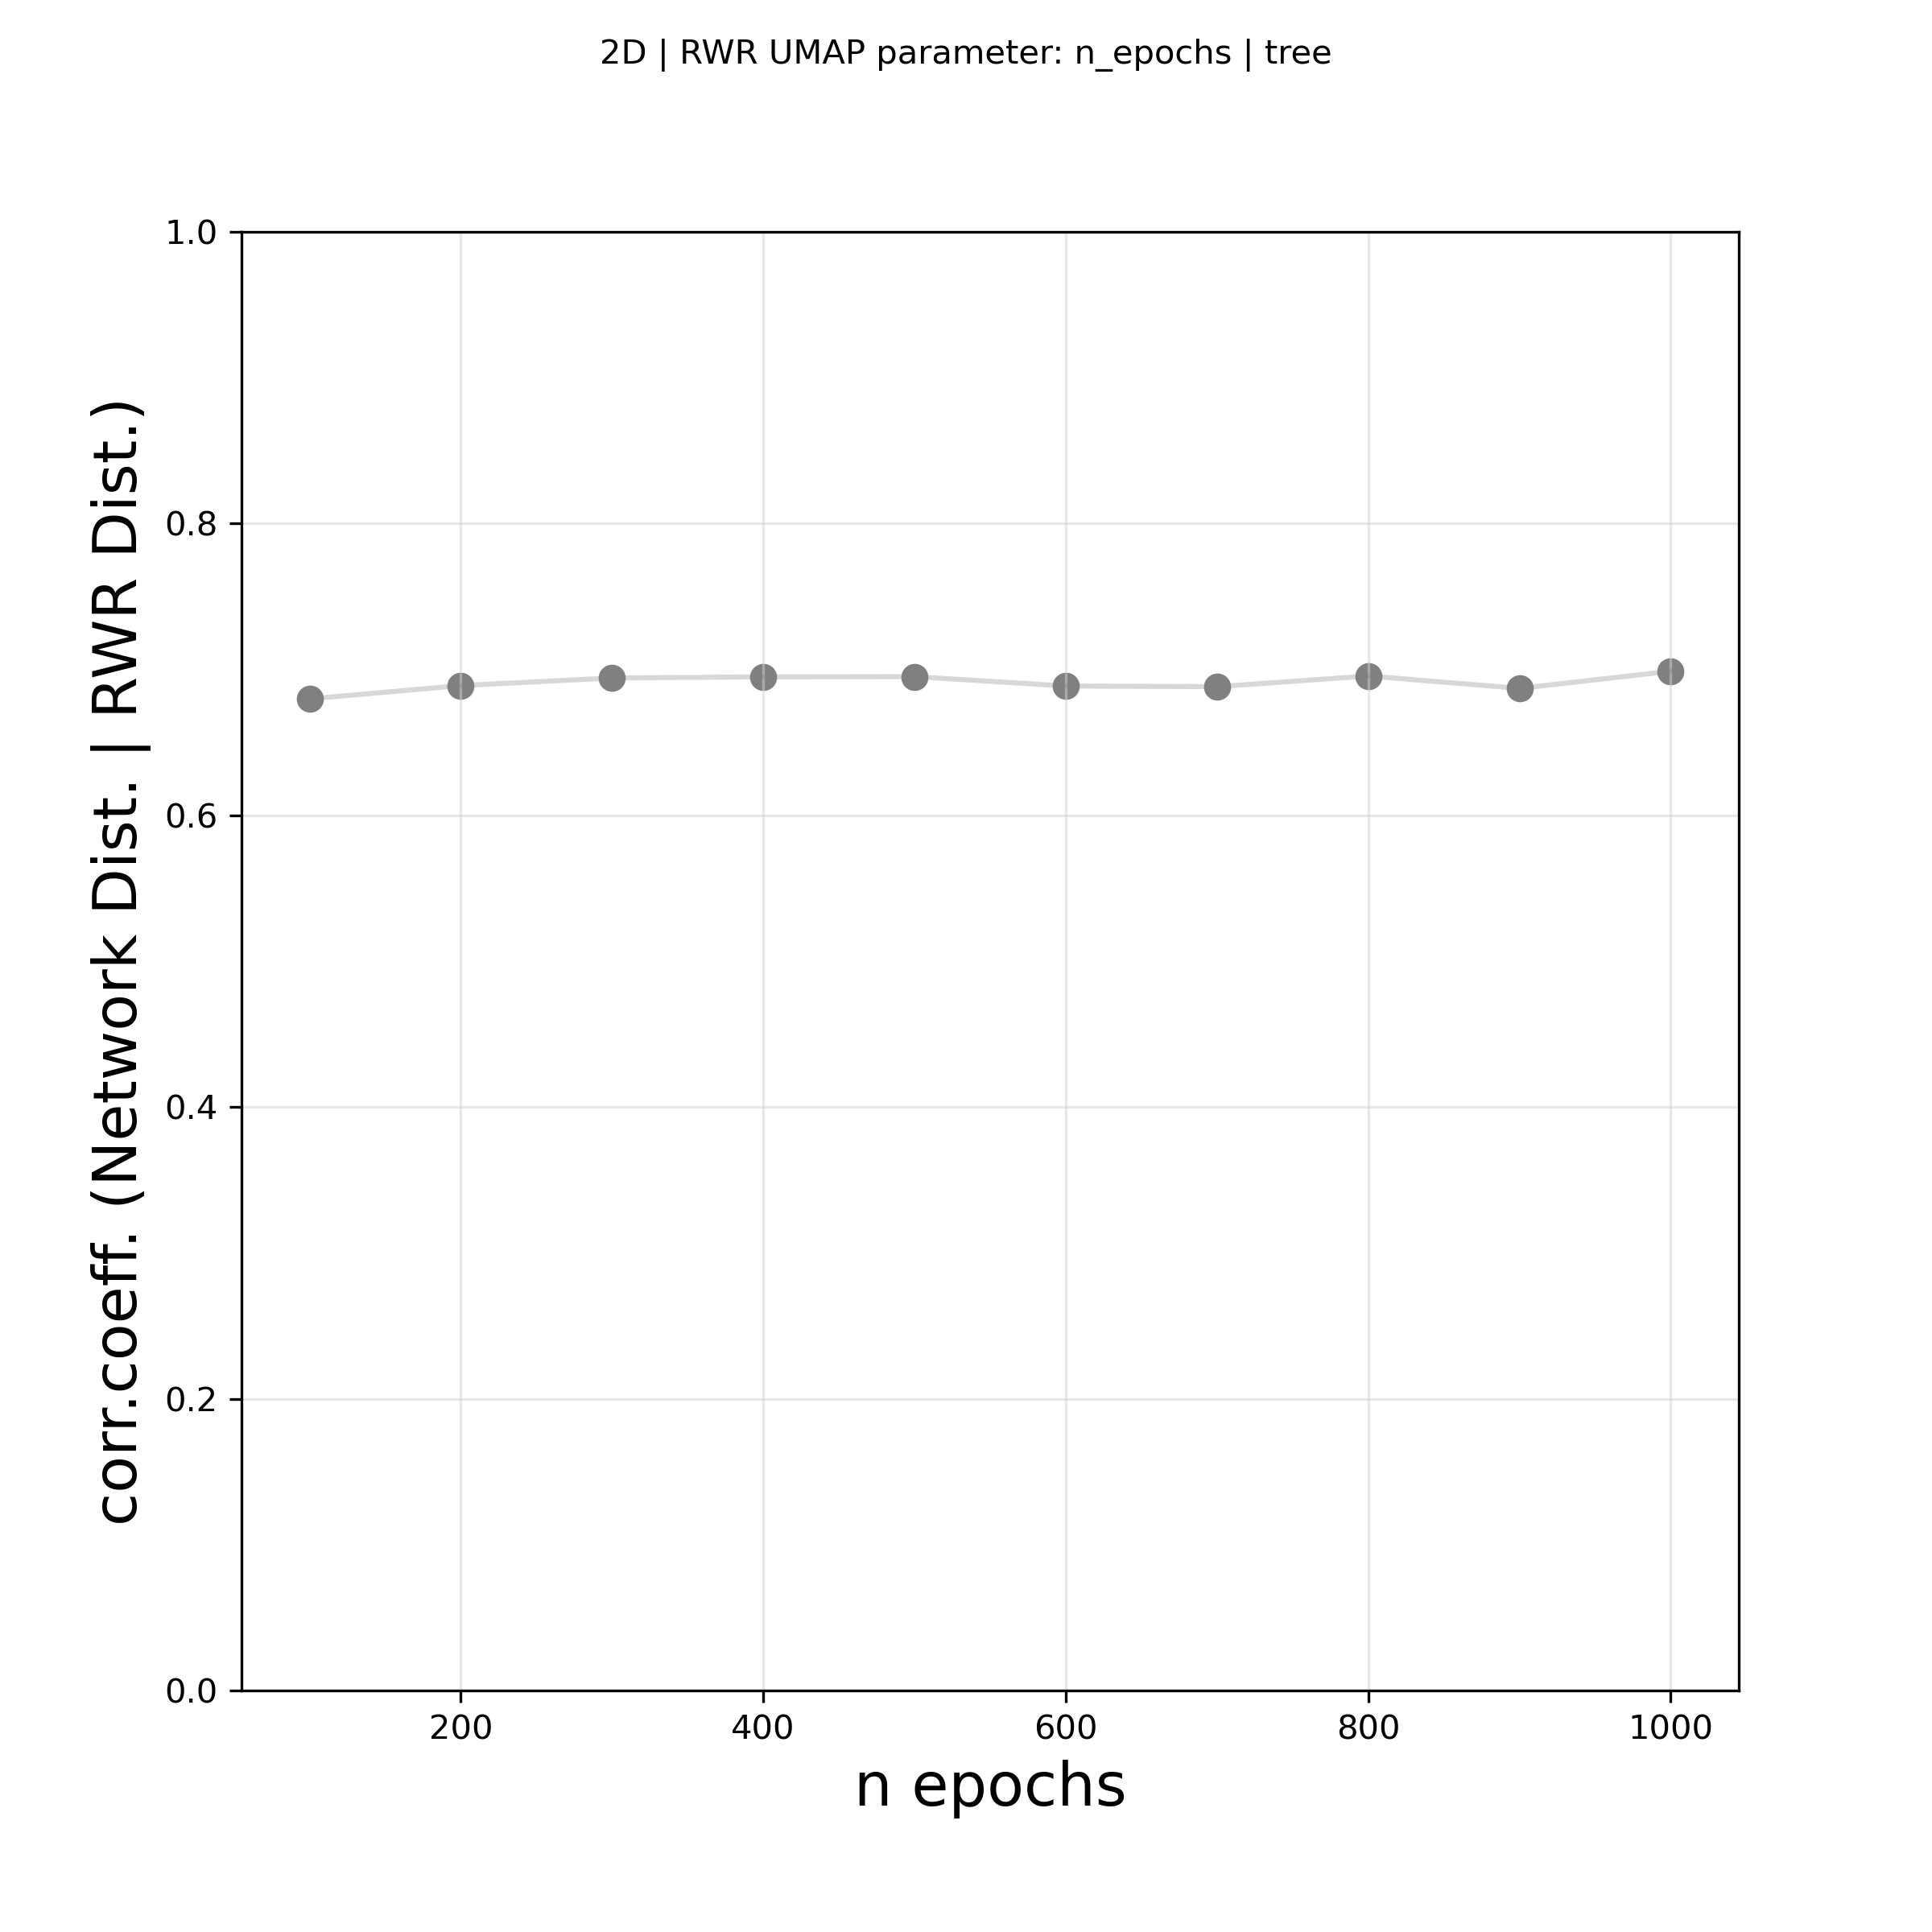 2D | RWR UMAP parameter: n_epochs | tree
corr.coeff. (Network Dist. | RWR Dist.)
1.0
0.8
0.6
0.4
0.2
0.0
200 400 600 800 1000
n epochs